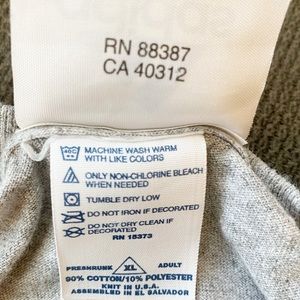 RN 88387
CA 40312
40C
MACHINE WASH WARM
WITH LIKE COLORS
ONLY NON-CHLORINE BLEACH
WHEN NEEDED
TUMBLE DRY LOW
DO NOT IRON IF DECORATED
DO NOT DRY CLEAN IF
DECORATED
RN 15373
PRESHRUNK XL ADULT
90% COTTON/10% POLYESTER
KNIT IN U.S.A.
ASSEMBLED IN EL SALVADOR